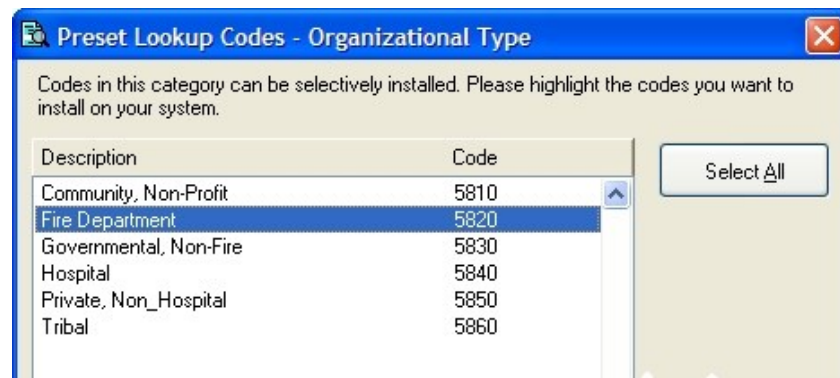 Preset Lookup Codes - Organizational Type
Codes in this category can be selectively installed. Please highlight the codes you want to
install on your system.
Description Code
Select All
Community, Non-Profit 5810
Fire Department 5820
Governmental, Non-Fire 5830
Hospital 5840
Private, Non_Hospital 5850
Tribal 5860